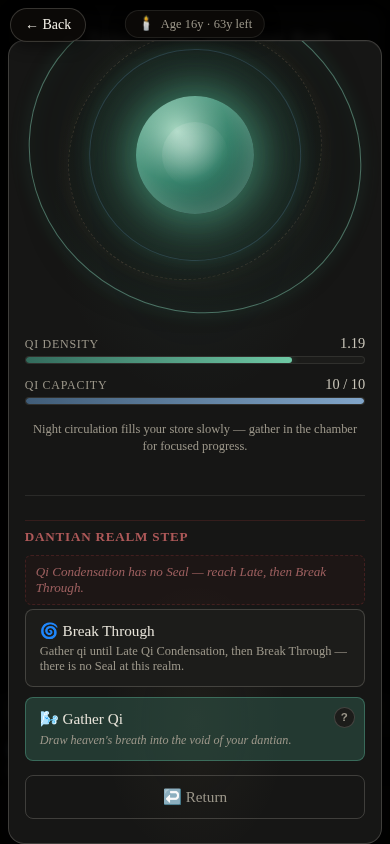 ← Back
🕯️ Age 16y · 63y left
QI DENSITY 1.19
QI CAPACITY 10 / 10
Night circulation fills your store slowly — gather in the chamber
for focused progress.
DANTIAN REALM STEP
Qi Condensation has no Seal — reach Late, then Break
Through.
🌀 Break Through
Gather qi until Late Qi Condensation, then Break Through —
there is no Seal at this realm.
🌬️ Gather Qi ?
Draw heaven's breath into the void of your dantian.
↩️ Return